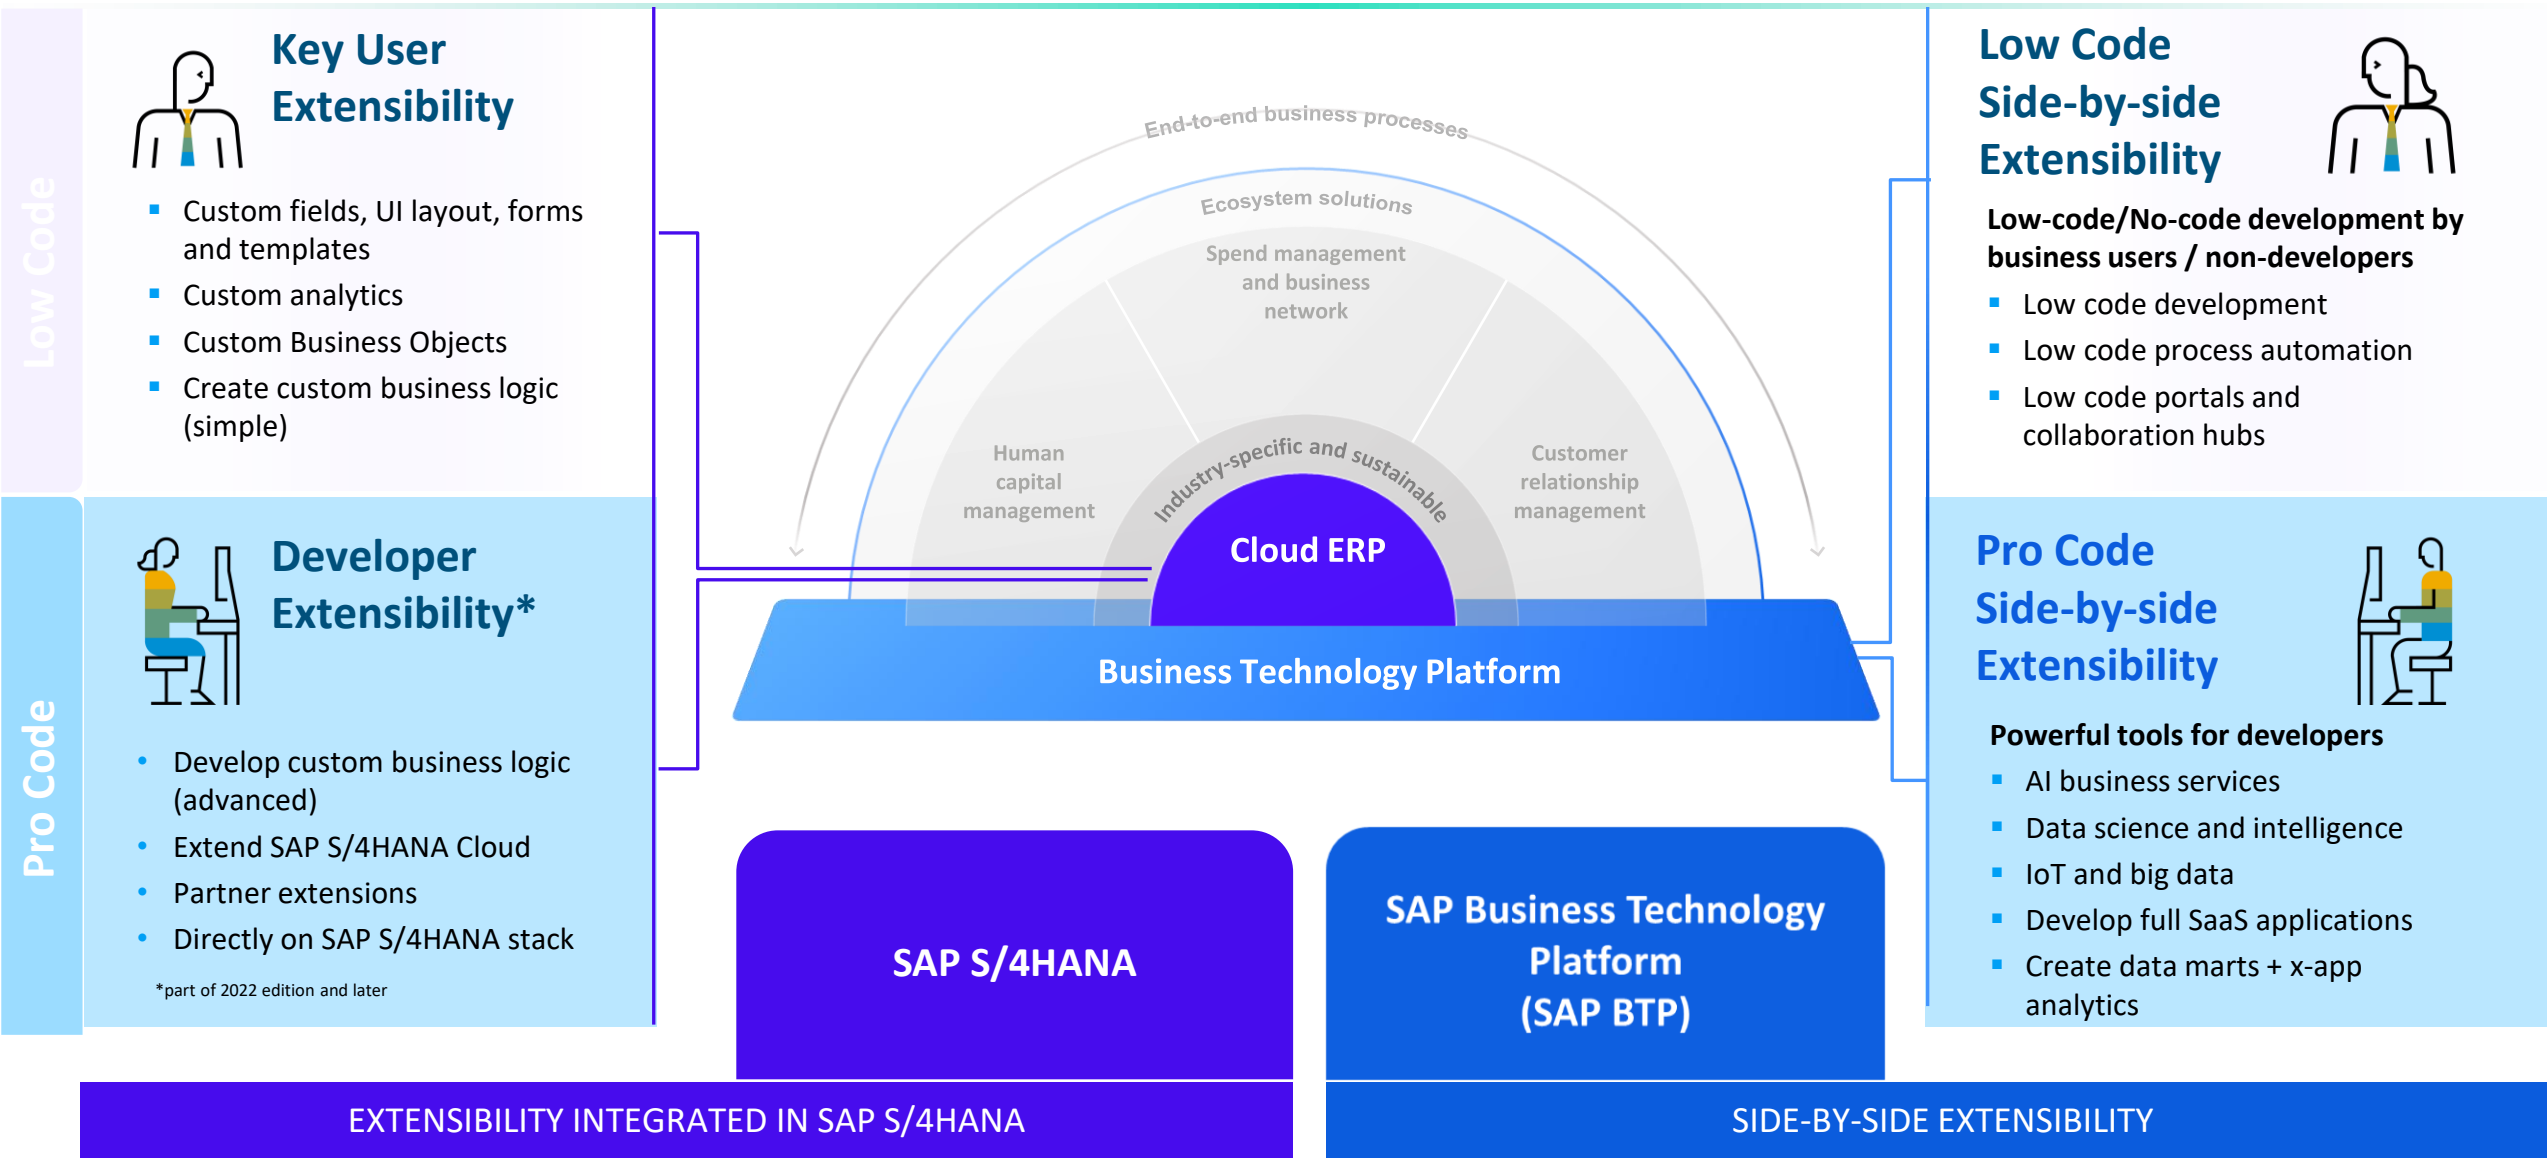 Low Code
Key User
Extensibility
Custom fields, UI layout, forms
and templates
Custom analytics
Custom Business Objects
Create custom business logic
(simple)
Pro Code
Developer
Extensibility*
Develop custom business logic
(advanced)
Extend SAP S/4HANA Cloud
Partner extensions
Directly on SAP S/4HANA stack
*part of 2022 edition and later
End-to-end business processes
Ecosystem solutions
Spend management
and business
network
Human
capital
management
Industry-specific and sustainable
Customer
relationship
management
Cloud ERP
Business Technology Platform
SAP S/4HANA
SAP Business Technology
Platform
(SAP BTP)
Low Code
Side-by-side
Extensibility
Low-code/No-code development by
business users / non-developers
Low code development
Low code process automation
Low code portals and
collaboration hubs
Pro Code
Side-by-side
Extensibility
Powerful tools for developers
AI business services
Data science and intelligence
IoT and big data
Develop full SaaS applications
Create data marts + x-app
analytics
EXTENSIBILITY INTEGRATED IN SAP S/4HANA
SIDE-BY-SIDE EXTENSIBILITY